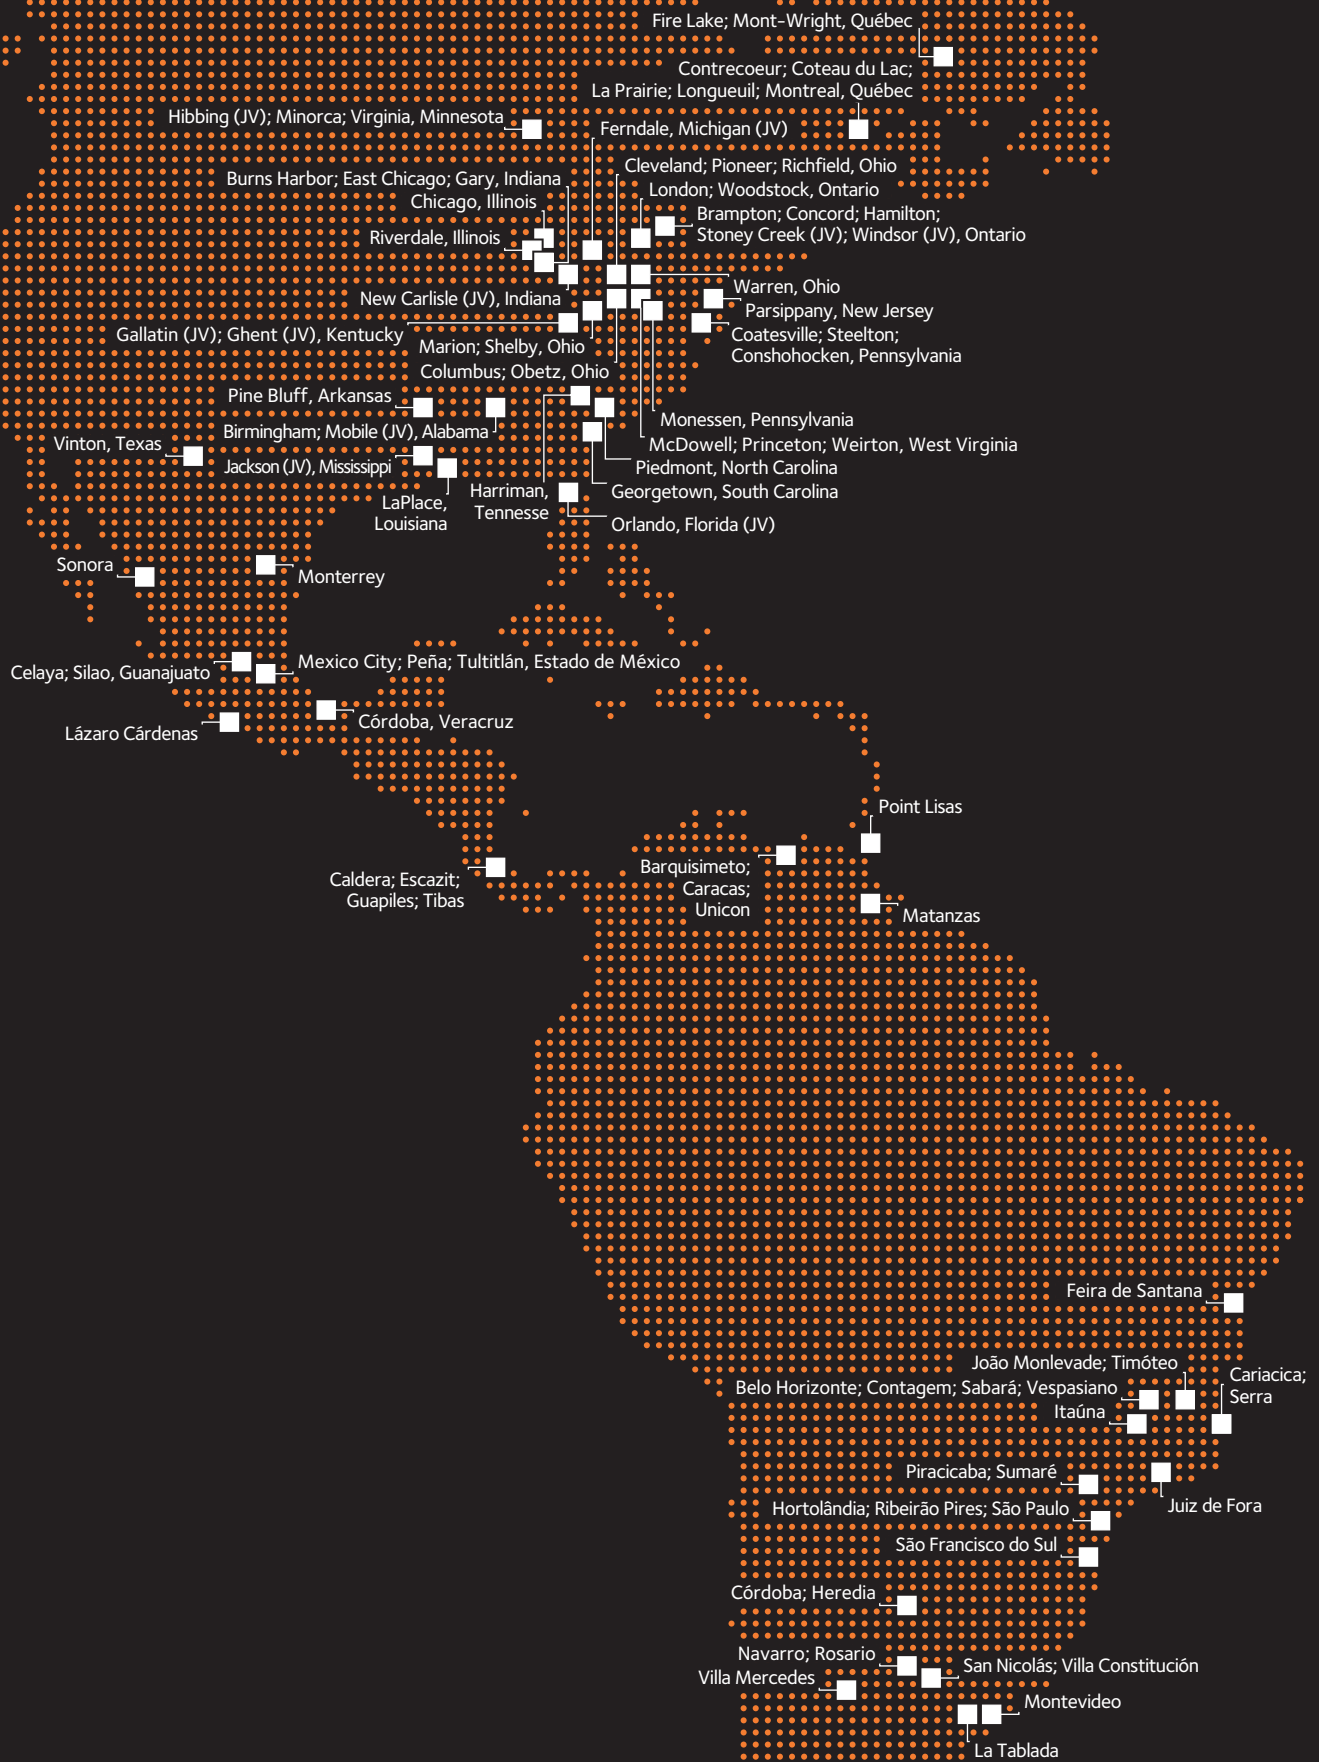 Fire Lake; Mont-Wright, Québec
Contrecoeur; Coteau du Lac;
La Prairie; Longueuil; Montreal, Québec
Hibbing (JV); Minorca; Virginia, Minnesota
Ferndale, Michigan (JV)
Cleveland; Pioneer; Richfield, Ohio
Burns Harbor; East Chicago; Gary, Indiana
London; Woodstock, Ontario
Chicago, Illinois
Brampton; Concord; Hamilton;
Stoney Creek (JV); Windsor (JV), Ontario
Riverdale, Illinois
Warren, Ohio
New Carlisle (JV), Indiana
Parsippany, New Jersey
Gallatin (JV); Ghent (JV), Kentucky
Coatesville; Steelton;
Conshohocken, Pennsylvania
Marion; Shelby, Ohio
Columbus; Obetz, Ohio
Pine Bluff, Arkansas
Monessen, Pennsylvania
Birmingham; Mobile (JV), Alabama
McDowell; Princeton; Weirton, West Virginia
Vinton, Texas
Jackson (JV), Mississippi
Piedmont, North Carolina
Harriman,
Tennesse
Georgetown, South Carolina
LaPlace,
Louisiana
Orlando, Florida (JV)
Sonora
Monterrey
Mexico City; Peña; Tultitlán, Estado de México
Celaya; Silao, Guanajuato
Córdoba, Veracruz
Lázaro Cárdenas
Point Lisas
Barquisimeto;
Caracas;
Unicon
Caldera; Escazit;
Guapiles; Tibas
Matanzas
Feira de Santana
João Monlevade; Timóteo
Cariacica;
Serra
Belo Horizonte; Contagem; Sabará; Vespasiano
Itaúna
Piracicaba; Sumaré
Juiz de Fora
Hortolândia; Ribeirão Pires; São Paulo
São Francisco do Sul
Córdoba; Heredia
Navarro; Rosario
San Nicolás; Villa Constitución
Villa Mercedes
Montevideo
La Tablada